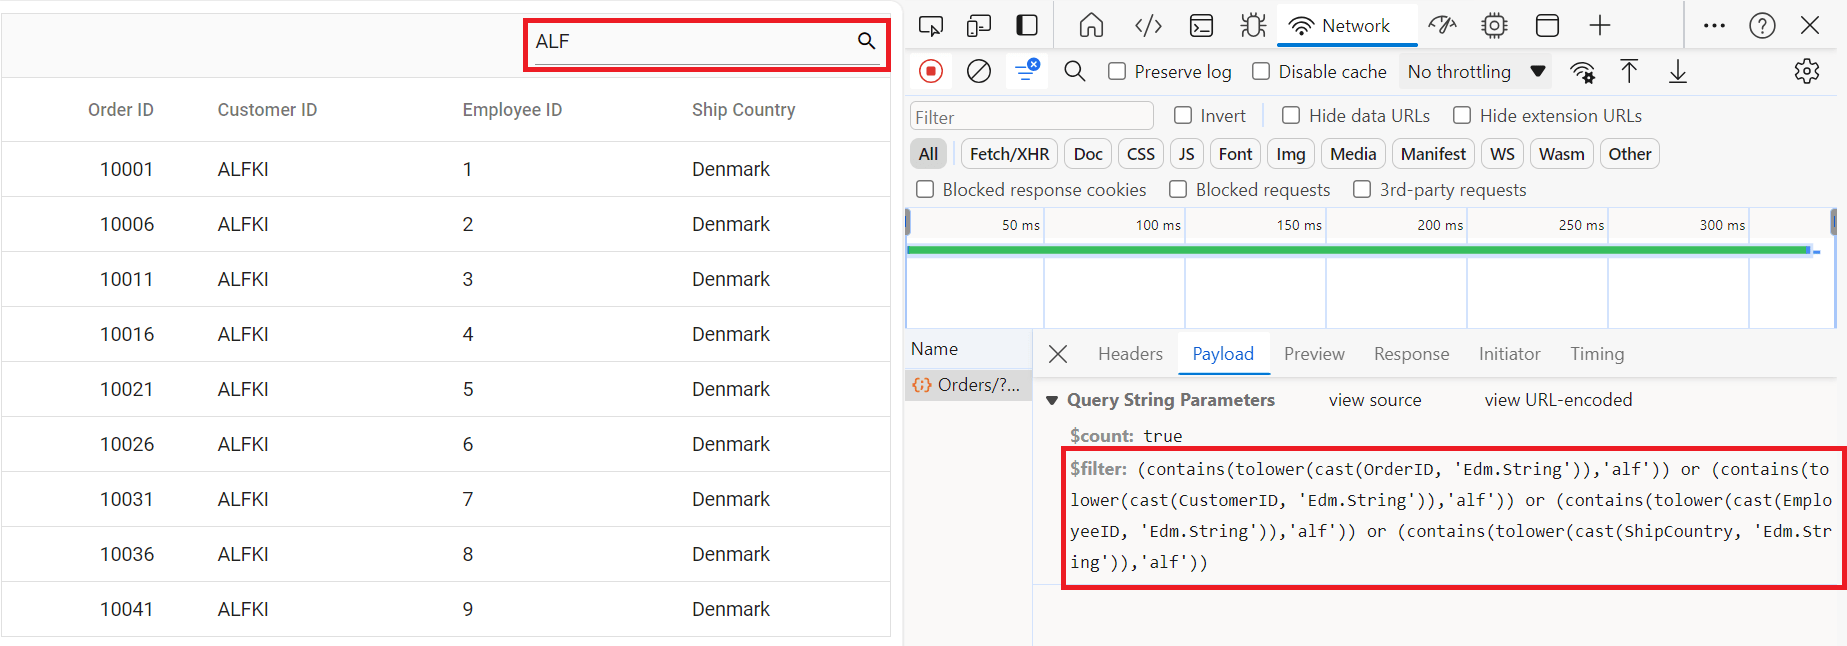 ALF
Order ID Customer ID Employee ID Ship Country
10001 ALFKI 1 Denmark
10006 ALFKI 2 Denmark
10011 ALFKI 3 Denmark
10016 ALFKI 4 Denmark
10021 ALFKI 5 Denmark
10026 ALFKI 6 Denmark
10031 ALFKI 7 Denmark
10036 ALFKI 8 Denmark
10041 ALFKI 9 Denmark
Network
Preserve log Disable cache No throttling
Filter Invert Hide data URLs Hide extension URLs
All Fetch/XHR Doc CSS JS Font Img Media Manifest WS Wasm Other
Blocked response cookies Blocked requests 3rd-party requests
50 ms 100 ms 150 ms 200 ms 250 ms 300 ms
Name
Orders/?...
Headers Payload Preview Response Initiator Timing
Query String Parameters view source view URL-encoded
$count: true
$filter: (contains(tolower(cast(OrderID, 'Edm.String')),'alf')) or (contains(to
lower(cast(CustomerID, 'Edm.String')),'alf')) or (contains(tolower(cast(Emplo
yeeID, 'Edm.String')),'alf')) or (contains(tolower(cast(ShipCountry, 'Edm.Str
ing')),'alf'))